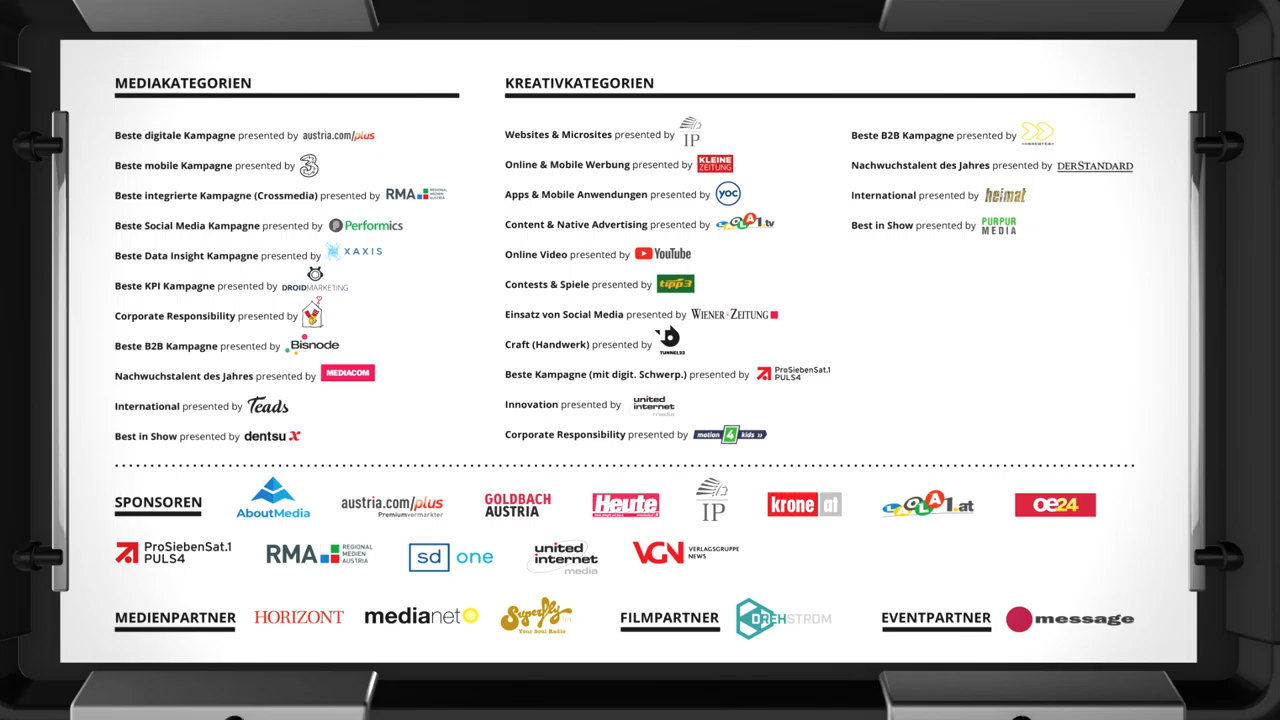 MEDIAKATEGORIEN
Beste digitale Kampagne presented by austria.com/plus
Beste mobile Kampagne presented by 3
Beste integrierte Kampagne (Crossmedia) presented by RMA REGIONAL MEDIEN AUSTRIA
Beste Social Media Kampagne presented by Performics
Beste Data Insight Kampagne presented by XAXIS
Beste KPI Kampagne presented by DROIDMARKETING
Corporate Responsibility presented by
Beste B2B Kampagne presented by Bisnode
Nachwuchstalent des Jahres presented by MEDIACOM
International presented by Teads
Best in Show presented by dentsu X
KREATIVKATEGORIEN
Websites & Microsites presented by IP
Online & Mobile Werbung presented by KLEINE ZEITUNG
Apps & Mobile Anwendungen presented by yoc
Content & Native Advertising presented by LAOLA1.tv
Online Video presented by YouTube
Contests & Spiele presented by tipp3
Einsatz von Social Media presented by WIENER ZEITUNG
Craft (Handwerk) presented by TUNNEL23
Beste Kampagne (mit digit. Schwerp.) presented by ProSiebenSat.1 PULS4
Innovation presented by united internet media
Corporate Responsibility presented by motion 4 kids
Beste B2B Kampagne presented by
Nachwuchstalent des Jahres presented by DERSTANDARD
International presented by heimat
Best in Show presented by PURPUR MEDIA
SPONSOREN
AboutMedia
austria.com/plus
Premiumvermarkter
GOLDBACH
AUSTRIA
Heute
IP
krone at
LAOLA1.at
oe24
ProSiebenSat.1
PULS4
RMA REGIONAL
MEDIEN
AUSTRIA
sd one
united
internet
media
VGN VERLAGSGRUPPE
NEWS
MEDIENPARTNER
HORIZONT
medianet
Superfly.fm
Your Soul Radio
FILMPARTNER
DREHSTROM
EVENTPARTNER
message